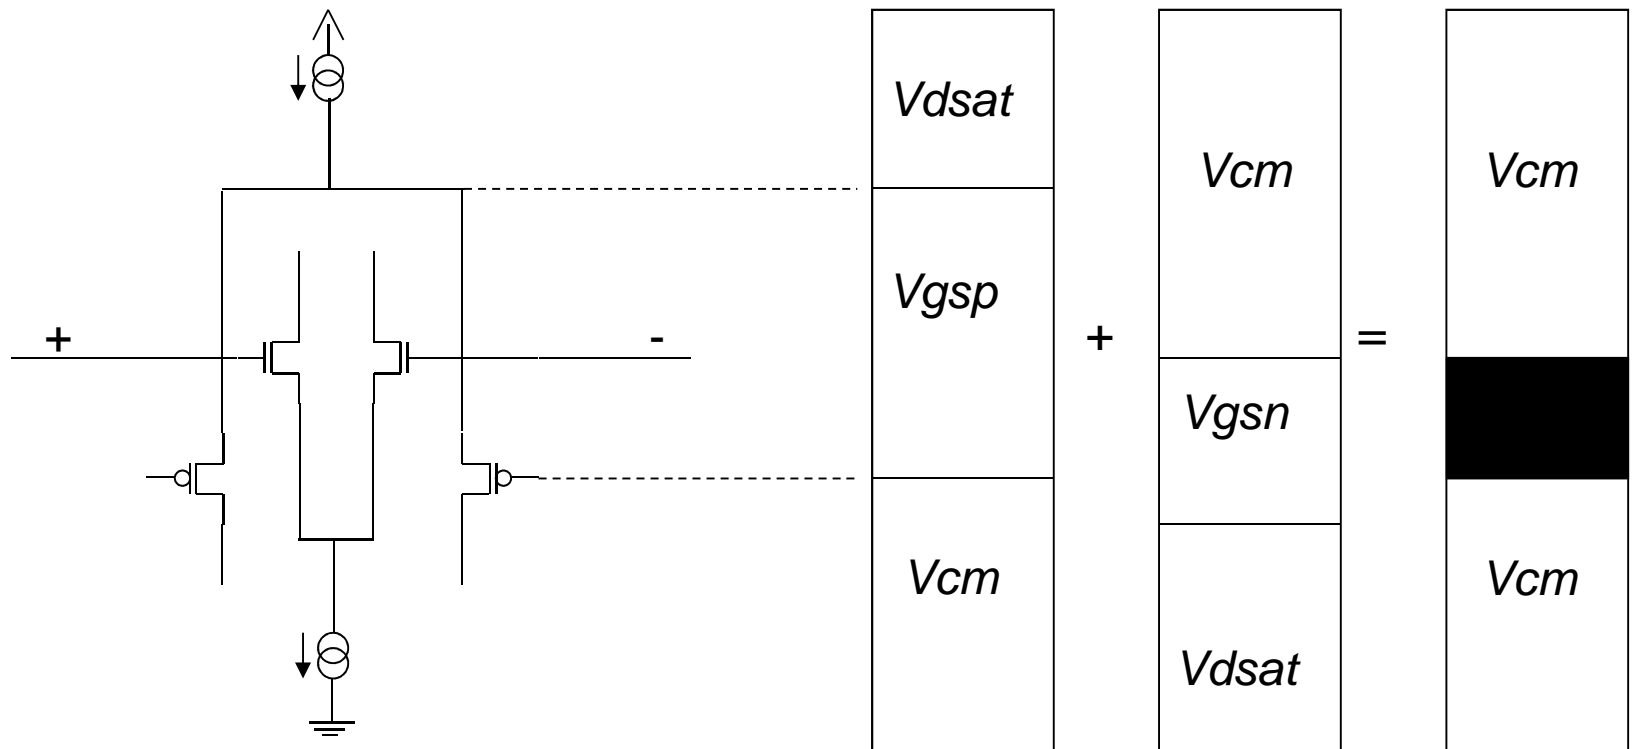 +
-
Vdsat
Vgsp
Vcm
+
Vcm
Vgsn
Vdsat
=
Vcm
Vcm